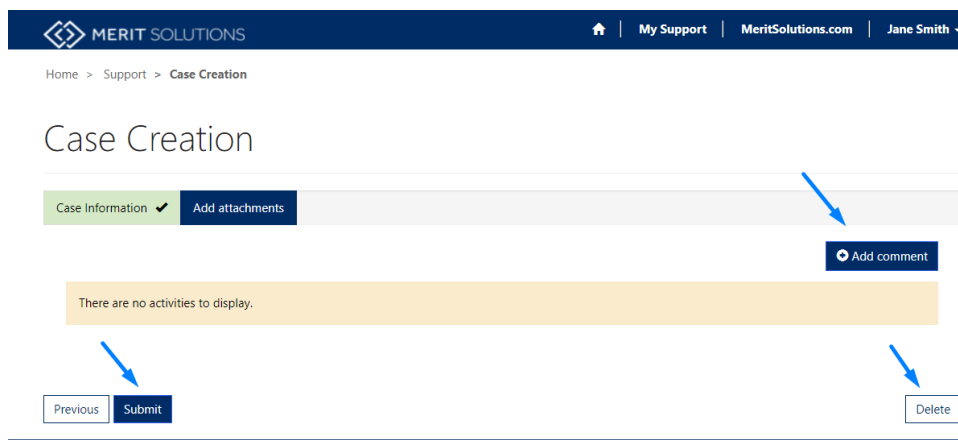 MERIT SOLUTIONS
My Support
MeritSolutions.com
Jane Smith
Home > Support > Case Creation
Case Creation
Case Information
Add attachments
Add comment
There are no activities to display.
Previous
Submit
Delete